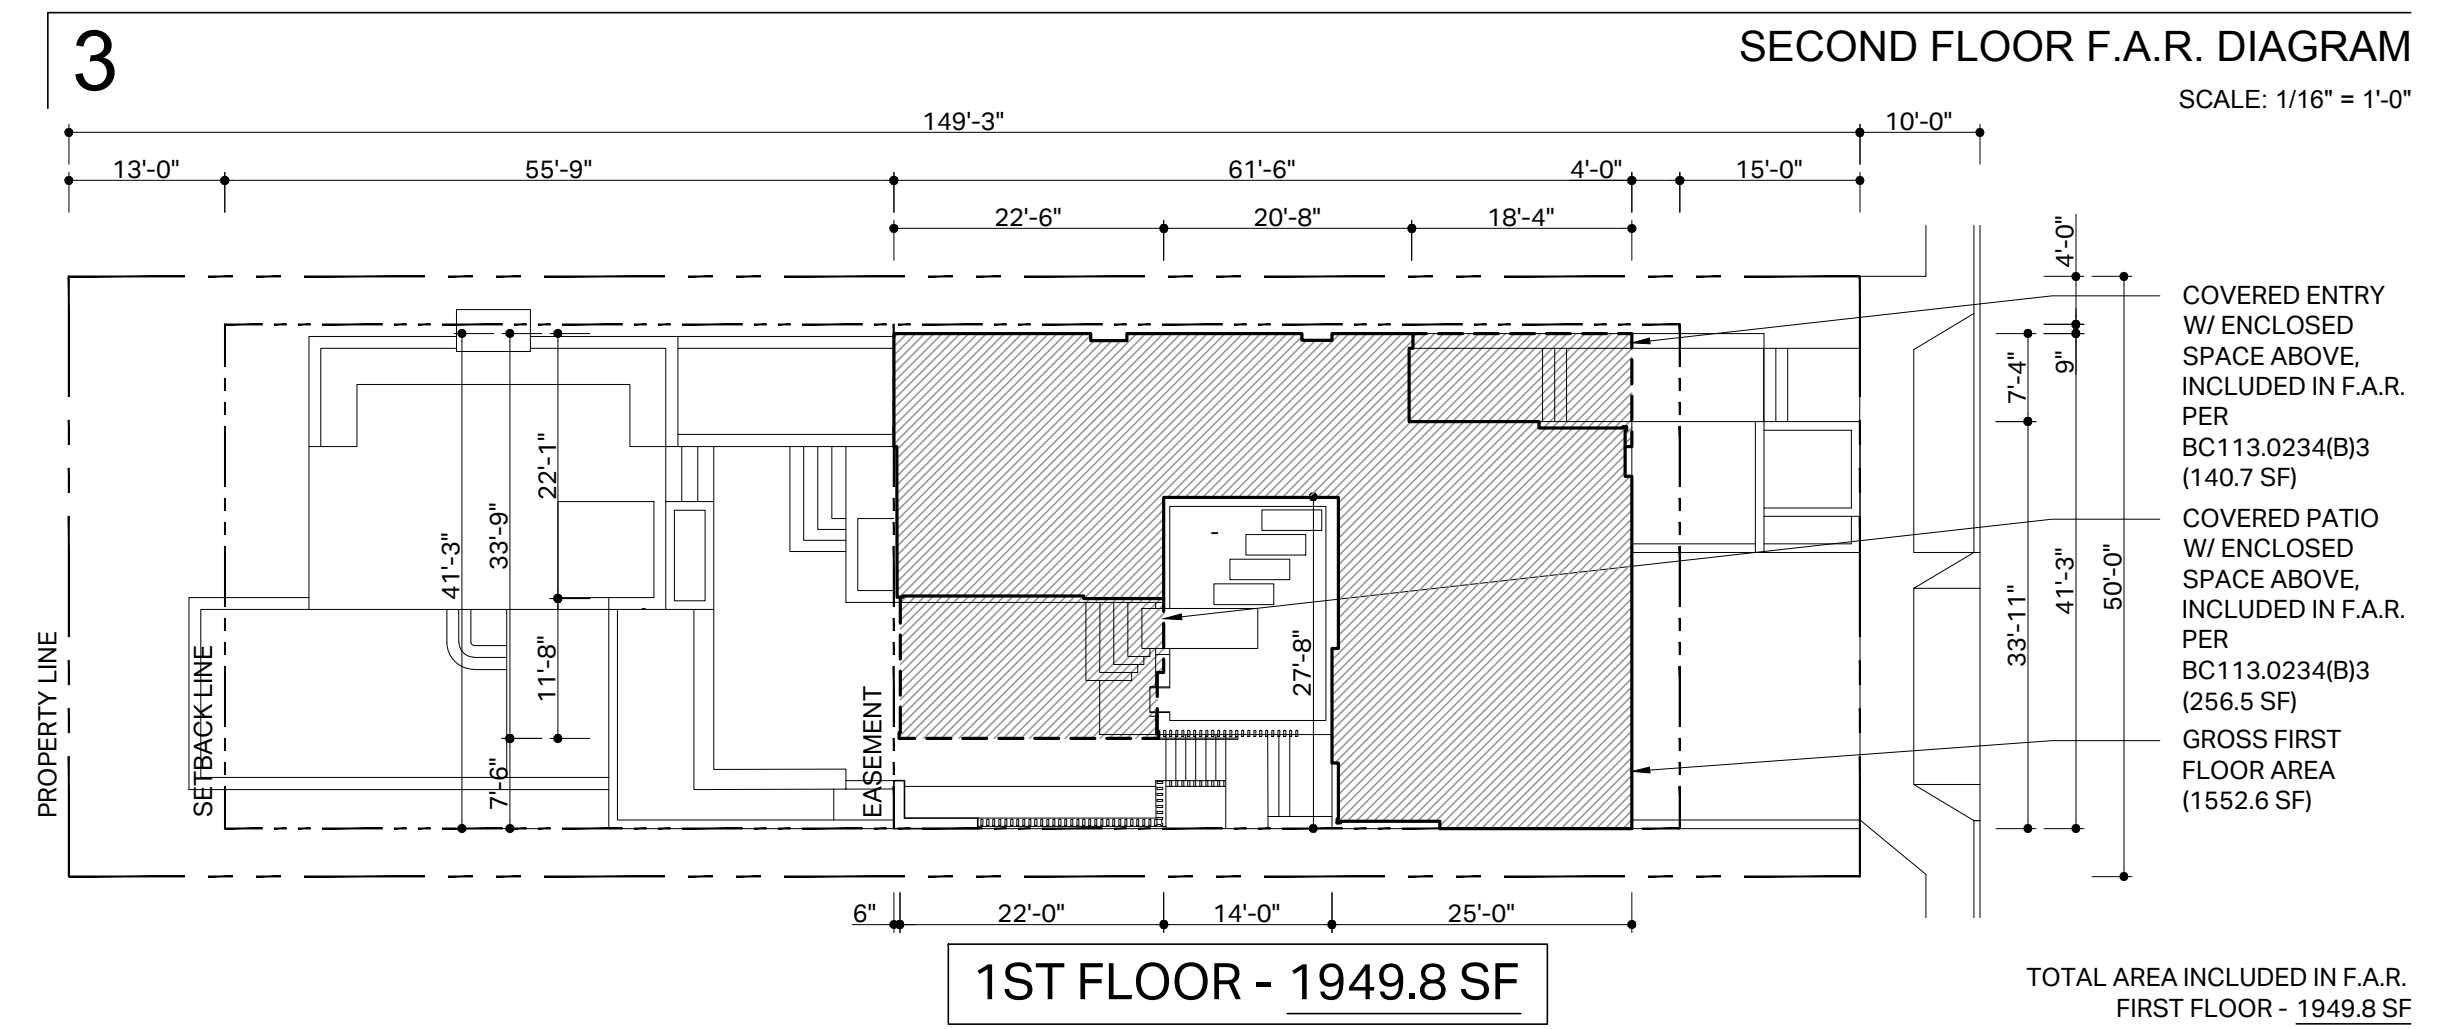 3
SECOND FLOOR F.A.R. DIAGRAM
SCALE: 1/16" = 1'-0"
149'-3"
10'-0"
13'-0"
55'-9"
61'-6"
4'-0"
15'-0"
22'-6"
20'-8"
18'-4"
4'-0"
9"
7'-4"
33'-11"
41'-3"
50'-0"
COVERED ENTRY
W/ ENCLOSED
SPACE ABOVE,
INCLUDED IN F.A.R.
PER
BC113.0234(B)3
(140.7 SF)
COVERED PATIO
W/ ENCLOSED
SPACE ABOVE,
INCLUDED IN F.A.R.
PER
BC113.0234(B)3
(256.5 SF)
GROSS FIRST
FLOOR AREA
(1552.6 SF)
PROPERTY LINE
SETBACK LINE
41'-3"
33'-9"
22'-1"
11'-8"
7'-6"
EASEMENT
27'-8"
6"
22'-0"
14'-0"
25'-0"
1ST FLOOR - 1949.8 SF
TOTAL AREA INCLUDED IN F.A.R.
FIRST FLOOR - 1949.8 SF